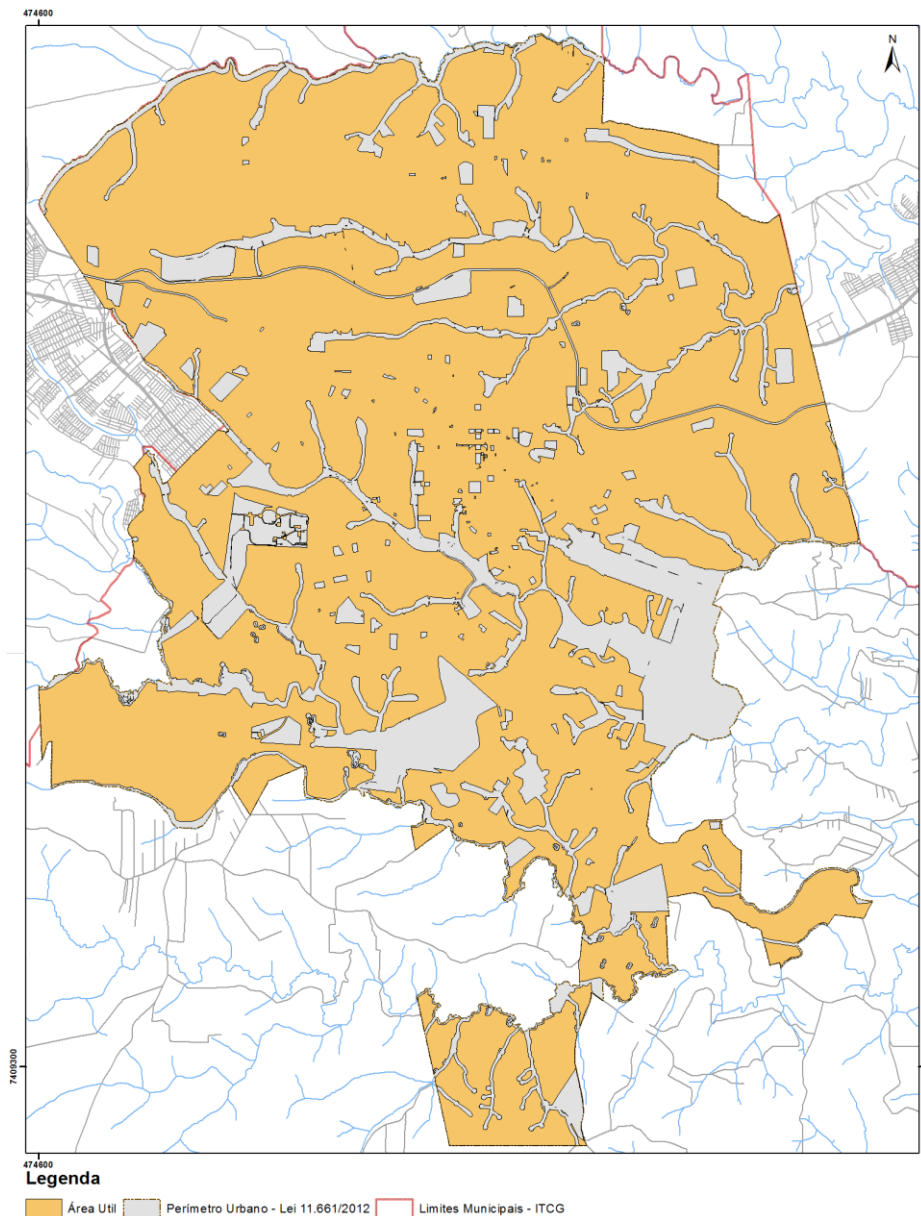 474600
N
7409300
474600
Legenda
Área Util Perímetro Urbano - Lei 11.661/2012 Limites Municipais - ITCG